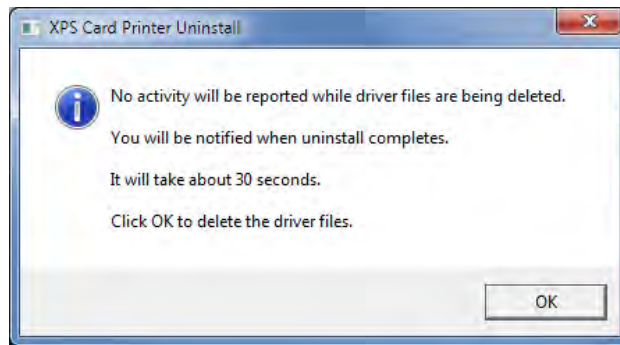 XPS Card Printer Uninstall
No activity will be reported while driver files are being deleted.
You will be notified when uninstall completes.
It will take about 30 seconds.
Click OK to delete the driver files.
OK